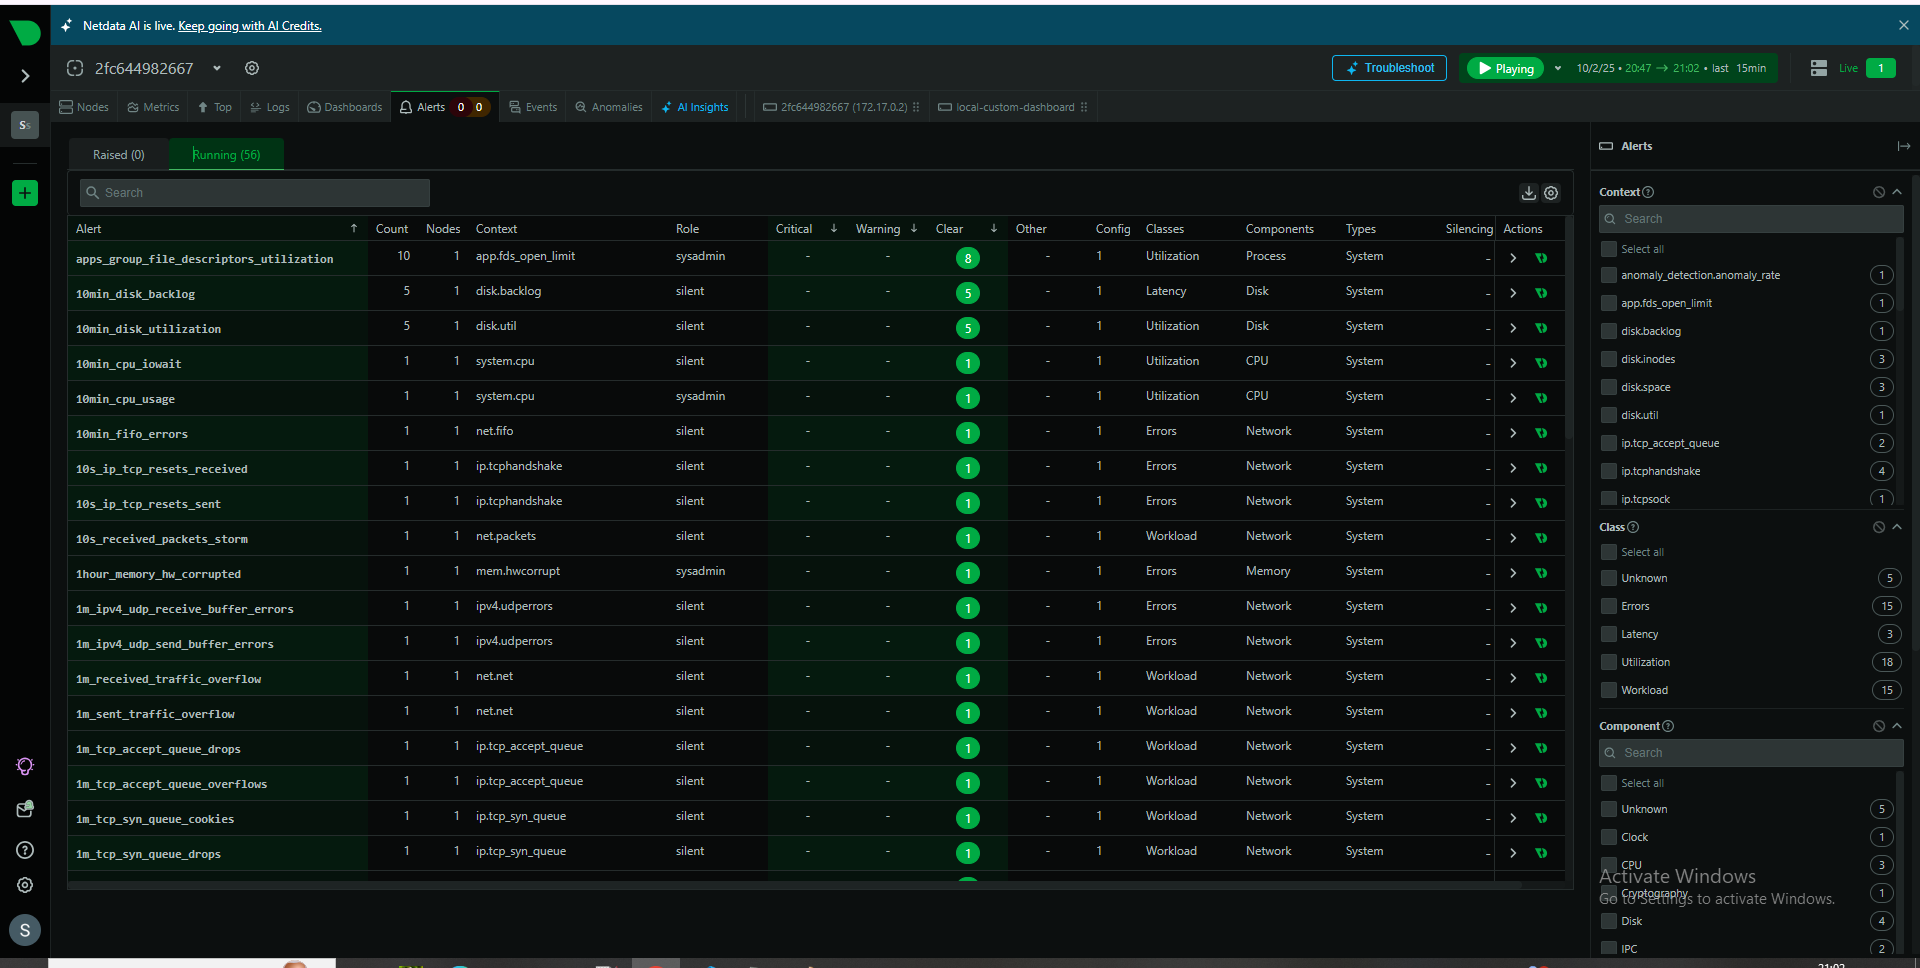 Netdata AI is live. Keep going with AI Credits.
2fc644982667
Troubleshoot
Playing
10/2/25 • 20:47 → 21:02 • last 15min
Live 1
Nodes Metrics Top Logs Dashboards Alerts 0 0 Events Anomalies AI Insights 2fc644982667 (172.17.0.2) local-custom-dashboard
Ss
Raised (0) Running (56)
Search
Alert Count Nodes Context Role Critical Warning Clear Other Config Classes Components Types Silencing Actions
apps_group_file_descriptors_utilization 10 1 app.fds_open_limit sysadmin - - 8 - 1 Utilization Process System -
10min_disk_backlog 5 1 disk.backlog silent - - 5 - 1 Latency Disk System -
10min_disk_utilization 5 1 disk.util silent - - 5 - 1 Utilization Disk System -
10min_cpu_iowait 1 1 system.cpu silent - - 1 - 1 Utilization CPU System -
10min_cpu_usage 1 1 system.cpu sysadmin - - 1 - 1 Utilization CPU System -
10min_fifo_errors 1 1 net.fifo silent - - 1 - 1 Errors Network System -
10s_ip_tcp_resets_received 1 1 ip.tcphandshake silent - - 1 - 1 Errors Network System -
10s_ip_tcp_resets_sent 1 1 ip.tcphandshake silent - - 1 - 1 Errors Network System -
10s_received_packets_storm 1 1 net.packets silent - - 1 - 1 Workload Network System -
1hour_memory_hw_corrupted 1 1 mem.hwcorrupt sysadmin - - 1 - 1 Errors Memory System -
1m_ipv4_udp_receive_buffer_errors 1 1 ipv4.udperrors silent - - 1 - 1 Errors Network System -
1m_ipv4_udp_send_buffer_errors 1 1 ipv4.udperrors silent - - 1 - 1 Errors Network System -
1m_received_traffic_overflow 1 1 net.net silent - - 1 - 1 Workload Network System -
1m_sent_traffic_overflow 1 1 net.net silent - - 1 - 1 Workload Network System -
1m_tcp_accept_queue_drops 1 1 ip.tcp_accept_queue silent - - 1 - 1 Workload Network System -
1m_tcp_accept_queue_overflows 1 1 ip.tcp_accept_queue silent - - 1 - 1 Workload Network System -
1m_tcp_syn_queue_cookies 1 1 ip.tcp_syn_queue silent - - 1 - 1 Workload Network System -
1m_tcp_syn_queue_drops 1 1 ip.tcp_syn_queue silent - - 1 - 1 Workload Network System -
S
Alerts
Context
Search
Select all
anomaly_detection.anomaly_rate 1
app.fds_open_limit 1
disk.backlog 1
disk.inodes 3
disk.space 3
disk.util 1
ip.tcp_accept_queue 2
ip.tcphandshake 4
ip.tcpsock 1
Class
Select all
Unknown 5
Errors 15
Latency 3
Utilization 18
Workload 15
Component
Search
Select all
Unknown 5
Clock 1
CPU 3
Cryptography 1
Disk 4
IPC 2
Activate Windows
Go to Settings to activate Windows.